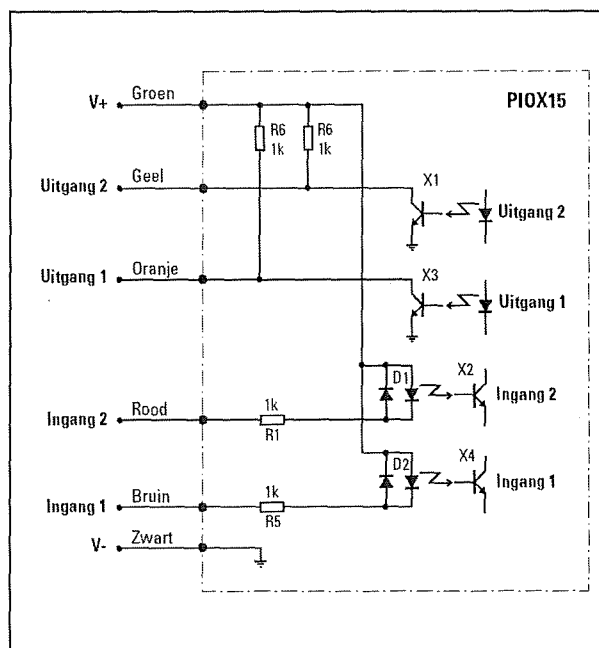 PIOX15
V+ Groen
R6 R6
1k 1k
Uitgang 2 Geel
X1
Uitgang 2
Uitgang 1 Oranje
X3
Uitgang 1
D1
X2
Ingang 2
Ingang 2 Rood
1k
R1
D2
X4
Ingang 1
Ingang 1 Bruin
1k
R5
V- Zwart